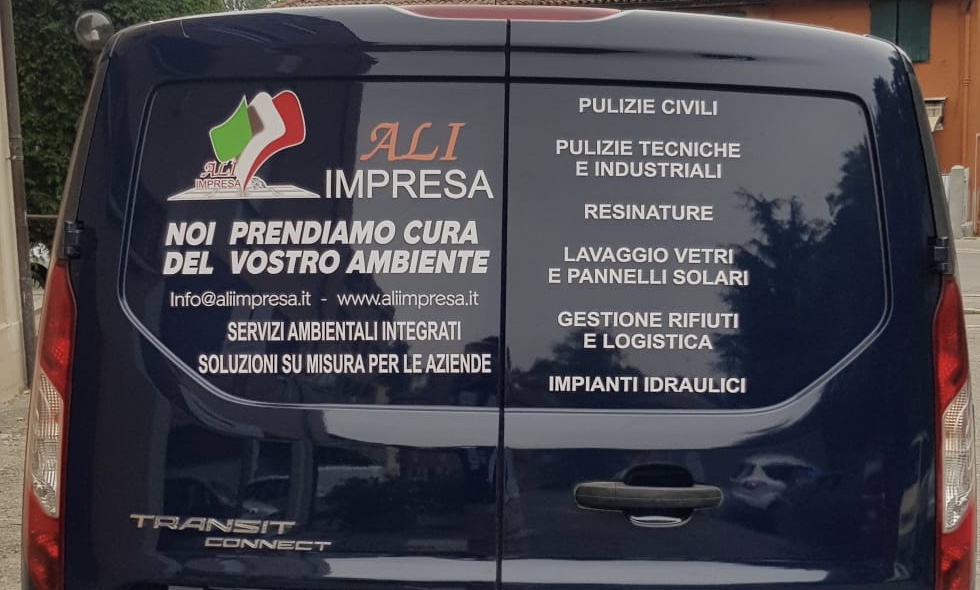 ALI
IMPRESA
ALI
IMPRESA
NOI PRENDIAMO CURA
DEL VOSTRO AMBIENTE
Info@aliimpresa.it - www.aliimpresa.it
SERVIZI AMBIENTALI INTEGRATI
SOLUZIONI SU MISURA PER LE AZIENDE
PULIZIE CIVILI
PULIZIE TECNICHE
E INDUSTRIALI
RESINATURE
LAVAGGIO VETRI
E PANNELLI SOLARI
GESTIONE RIFIUTI
E LOGISTICA
IMPIANTI IDRAULICI
TRANSIT
CONNECT